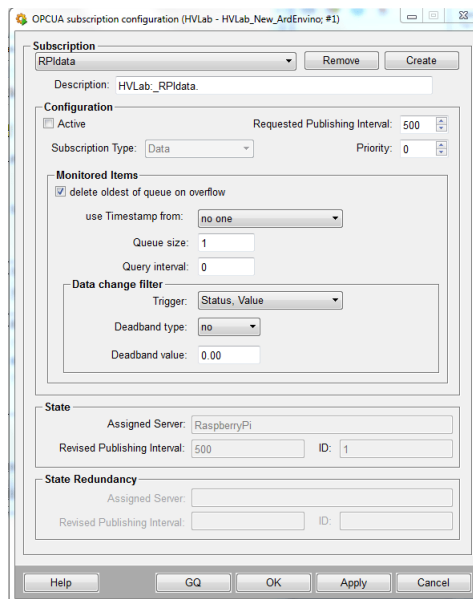 OPCUA subscription configuration (HVLab - HVLab_New_ArdEnvino; #1)
Subscription
RPIdata Remove Create
Description: HVLab:_RPIdata.
Configuration
Active Requested Publishing Interval: 500
Subscription Type: Data Priority: 0
Monitored Items
delete oldest of queue on overflow
use Timestamp from: no one
Queue size: 1
Query interval: 0
Data change filter
Trigger: Status, Value
Deadband type: no
Deadband value: 0.00
State
Assigned Server: RaspberryPi
Revised Publishing Interval: 500 ID: 1
State Redundancy
Assigned Server:
Revised Publishing Interval: ID:
Help GQ OK Apply Cancel